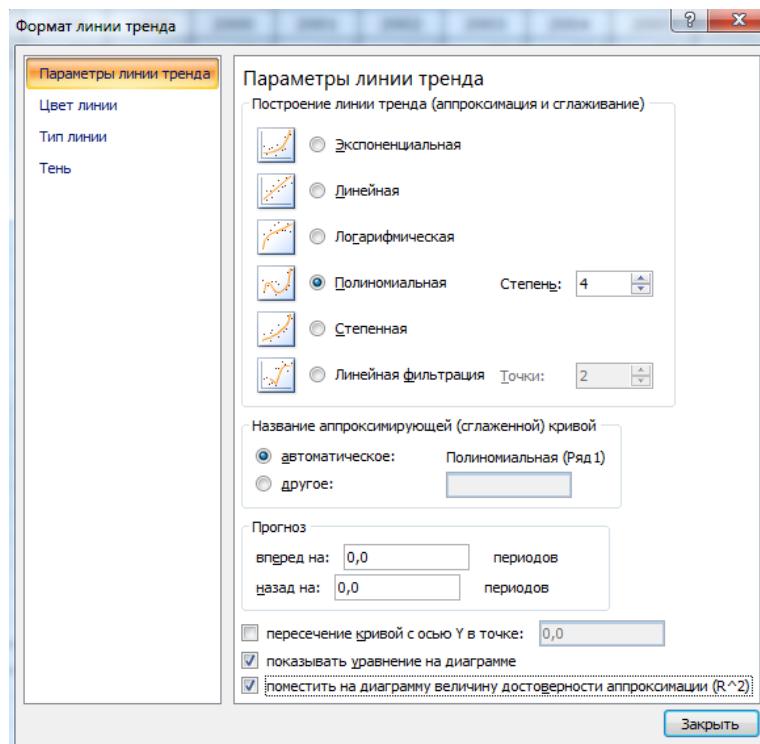 Формат линии тренда
?
X
Параметры линии тренда
Цвет линии
Тип линии
Тень
Параметры линии тренда
Построение линии тренда (аппроксимация и сглаживание)
Экспоненциальная
Линейная
Логарифмическая
Полиномиальная Степень: 4
Степенная
Линейная фильтрация Точки: 2
Название аппроксимирующей (сглаженной) кривой
автоматическое: Полиномиальная (Ряд1)
другое:
Прогноз
вперед на: 0,0 периодов
назад на: 0,0 периодов
пересечение кривой с осью Y в точке: 0,0
показывать уравнение на диаграмме
поместить на диаграмму величину достоверности аппроксимации (R^2)
Закрыть